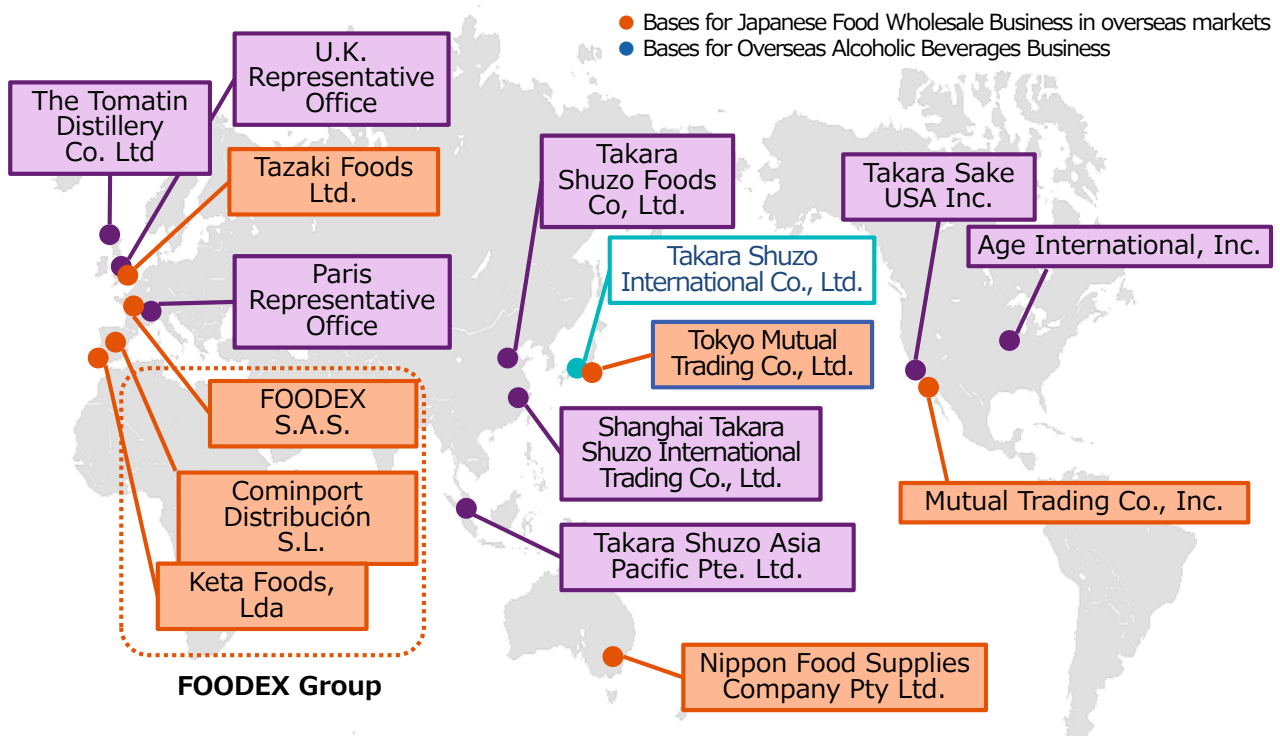 Bases for Japanese Food Wholesale Business in overseas markets
Bases for Overseas Alcoholic Beverages Business
U.K.
Representative
Office
The Tomatin
Distillery
Co. Ltd
Tazaki Foods
Ltd.
Takara
Shuzo Foods
Co, Ltd.
Takara Sake
USA Inc.
Age International, Inc.
Takara Shuzo
International Co., Ltd.
Paris
Representative
Office
Tokyo Mutual
Trading Co., Ltd.
FOODEX
S.A.S.
Shanghai Takara
Shuzo International
Trading Co., Ltd.
Cominport
Distribución
S.L.
Mutual Trading Co., Inc.
Takara Shuzo Asia
Pacific Pte. Ltd.
Keta Foods,
Lda
Nippon Food Supplies
Company Pty Ltd.
FOODEX Group